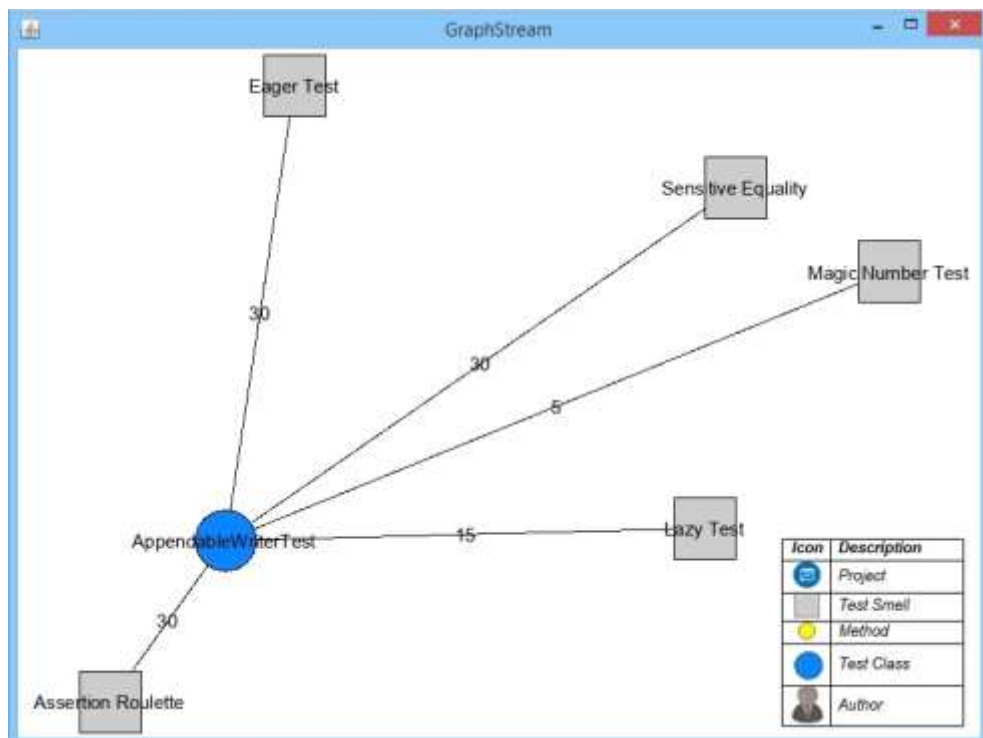 GraphStream
Eager Test
Sensitive Equality
Magic Number Test
30
30
5
AppendableWriterTest
15
Lazy Test
30
Assertion Roulette
Icon Description
Project
Test Smell
Method
Test Class
Author